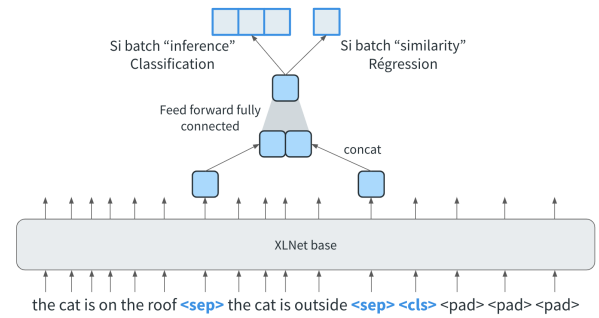 Si batch “inference”
Classification
Si batch “similarity”
Régression
Feed forward fully
connected
concat
XLNet base
the cat is on the roof <sep> the cat is outside <sep> <cls> <pad> <pad> <pad>